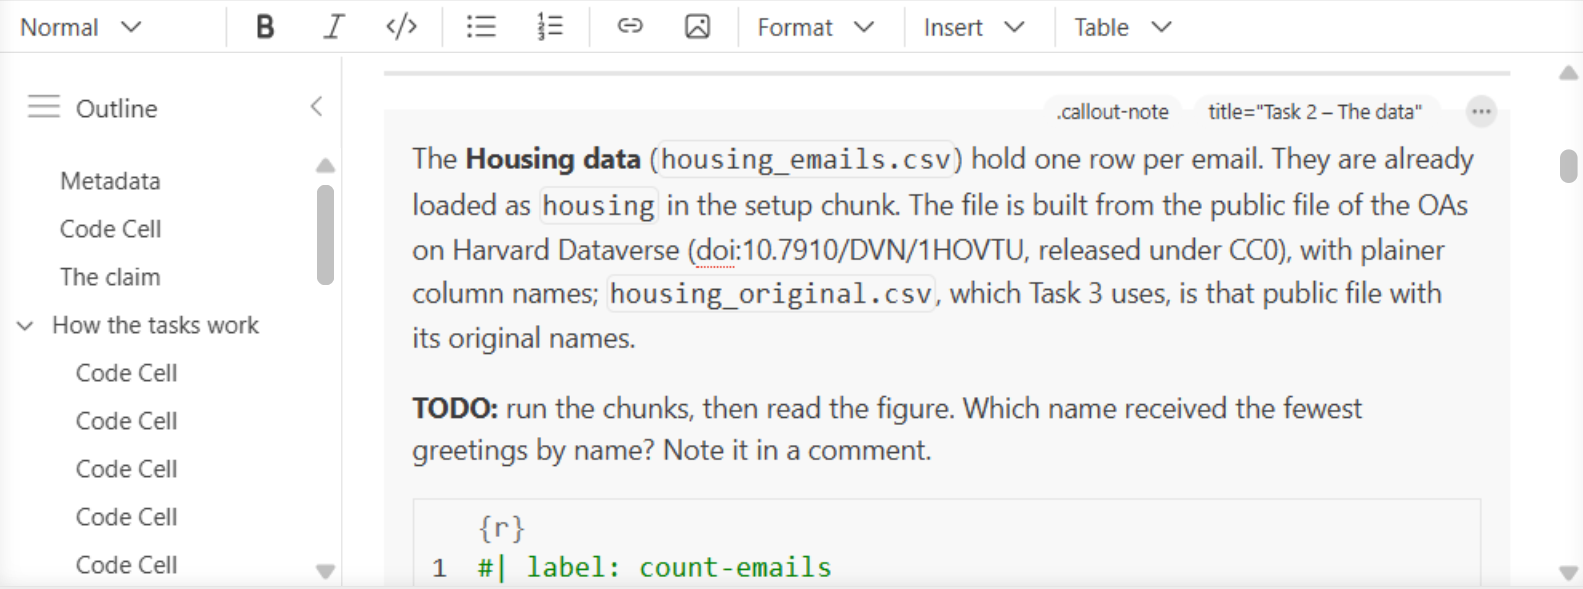 Normal
B I </> Format Insert Table
Outline
Metadata
Code Cell
The claim
How the tasks work
Code Cell
Code Cell
Code Cell
Code Cell
Code Cell
.callout-note title="Task 2 – The data" ...
The Housing data (housing_emails.csv) hold one row per email. They are already
loaded as housing in the setup chunk. The file is built from the public file of the OAs
on Harvard Dataverse (doi:10.7910/DVN/1HOVTU, released under CC0), with plainer
column names; housing_original.csv, which Task 3 uses, is that public file with
its original names.
TODO: run the chunks, then read the figure. Which name received the fewest
greetings by name? Note it in a comment.
{r}
1 #| label: count-emails